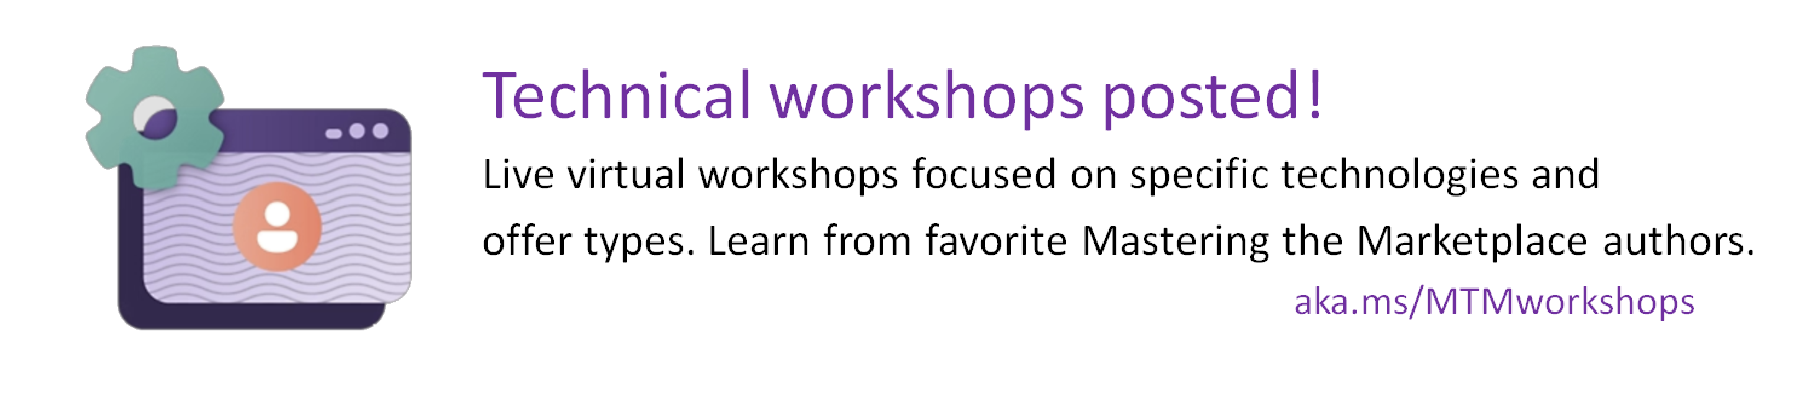 Technical workshops posted!
Live virtual workshops focused on specific technologies and
offer types. Learn from favorite Mastering the Marketplace authors.
aka.ms/MTMworkshops